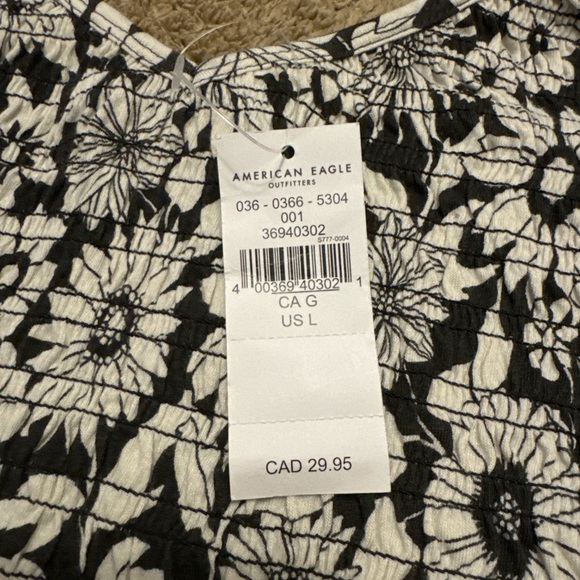 AMERICAN EAGLE
OUTFITTERS
036 - 0366 - 5304
001
36940302
S777-0004
4 00369 40302 1
CA G
US L
CAD 29.95